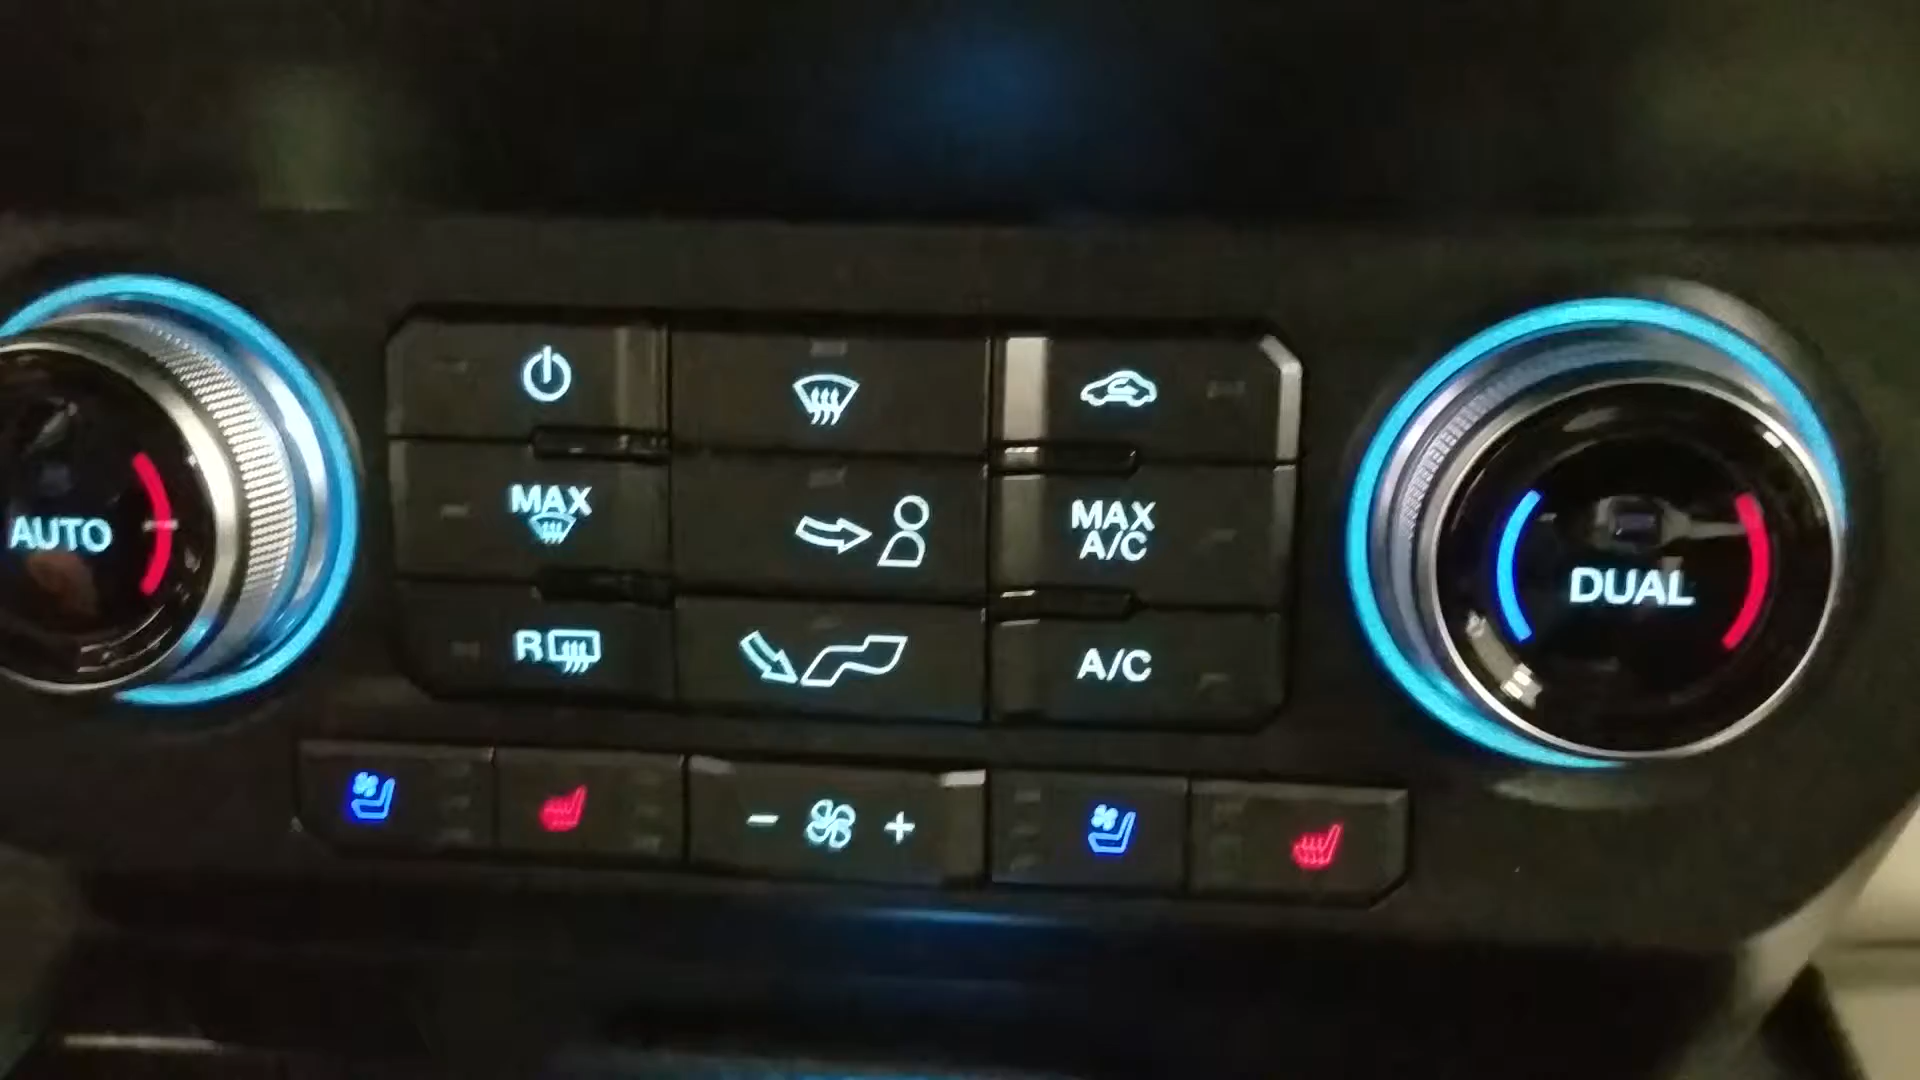 AUTO
MAX
MAX
A/C
R
A/C
DUAL
- +